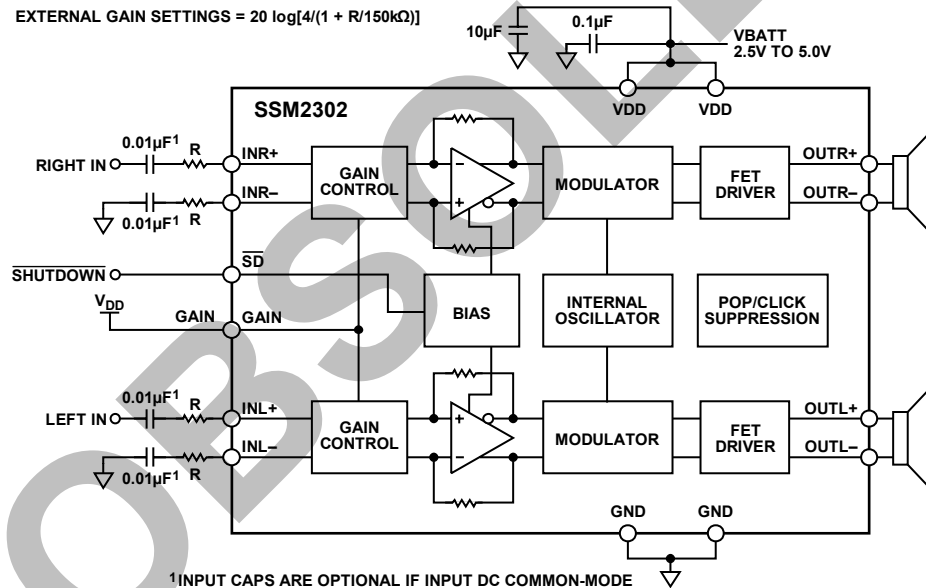 EXTERNAL GAIN SETTINGS = 20 log[4/(1 + R/150kΩ)]
10µF
0.1µF
VBATT
2.5V TO 5.0V
VDD VDD
SSM2302
RIGHT IN
0.01µF1
R
INR+
INR–
0.01µF1
R
GAIN
CONTROL
MODULATOR
FET
DRIVER
OUTR+
OUTR–
SHUTDOWN
SD
VDD
GAIN
GAIN
BIAS
INTERNAL
OSCILLATOR
POP/CLICK
SUPPRESSION
LEFT IN
0.01µF1
R
INL+
INL–
0.01µF1
R
GAIN
CONTROL
MODULATOR
FET
DRIVER
OUTL+
OUTL–
GND GND
1INPUT CAPS ARE OPTIONAL IF INPUT DC COMMON-MODE